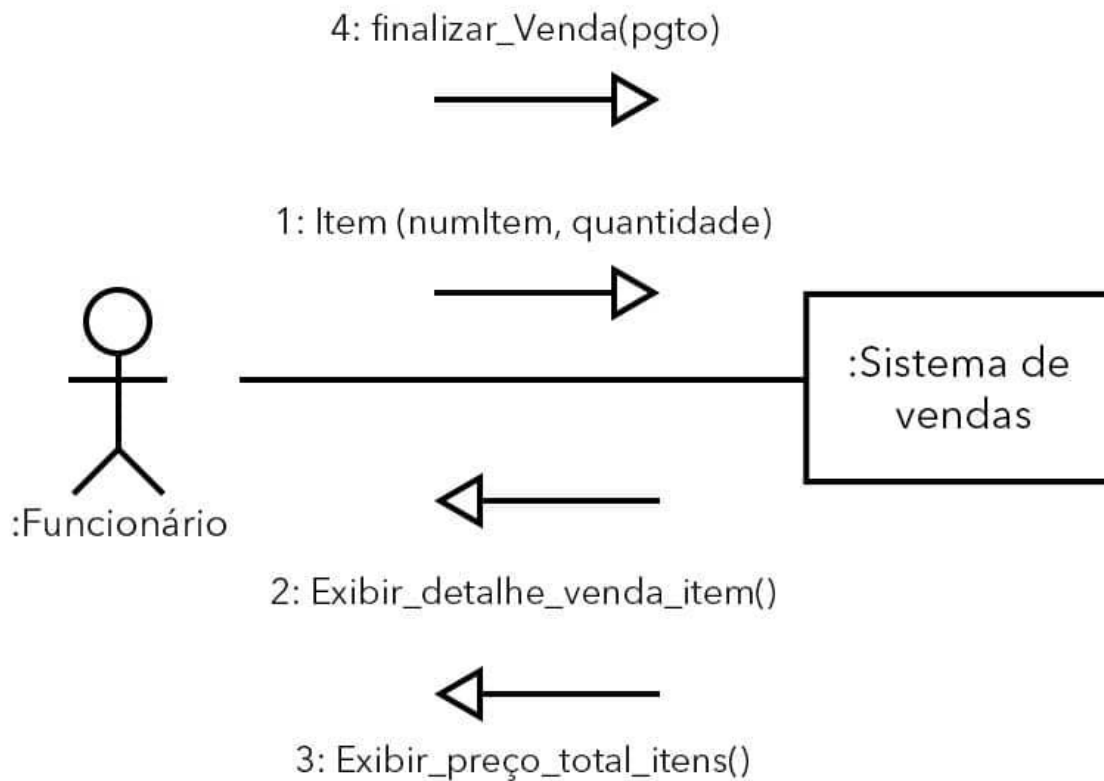 4: finalizar_Venda(pgto)
1: Item (numItem, quantidade)
:Sistema de
vendas
:Funcionário
2: Exibir_detalhe_venda_item()
3: Exibir_preço_total_itens()